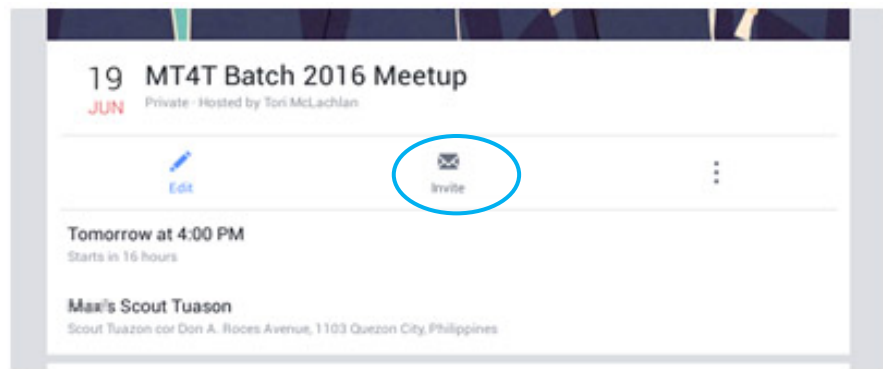 19 MT4T Batch 2016 Meetup
JUN Private · Hosted by Tori McLachlan
Edit Invite
Tomorrow at 4:00 PM
Starts in 16 hours
Max's Scout Tuason
Scout Tuazon cor Don A. Roces Avenue, 1103 Quezon City, Philippines